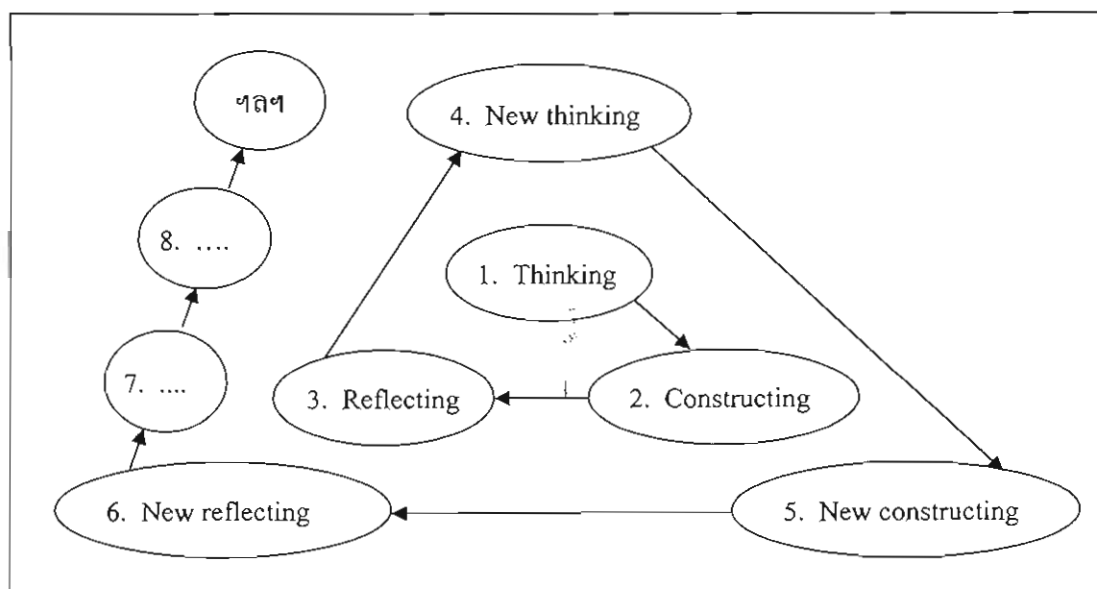 ฯลฯ
4. New thinking
8. ....
1. Thinking
7. ....
3. Reflecting
2. Constructing
6. New reflecting
5. New constructing